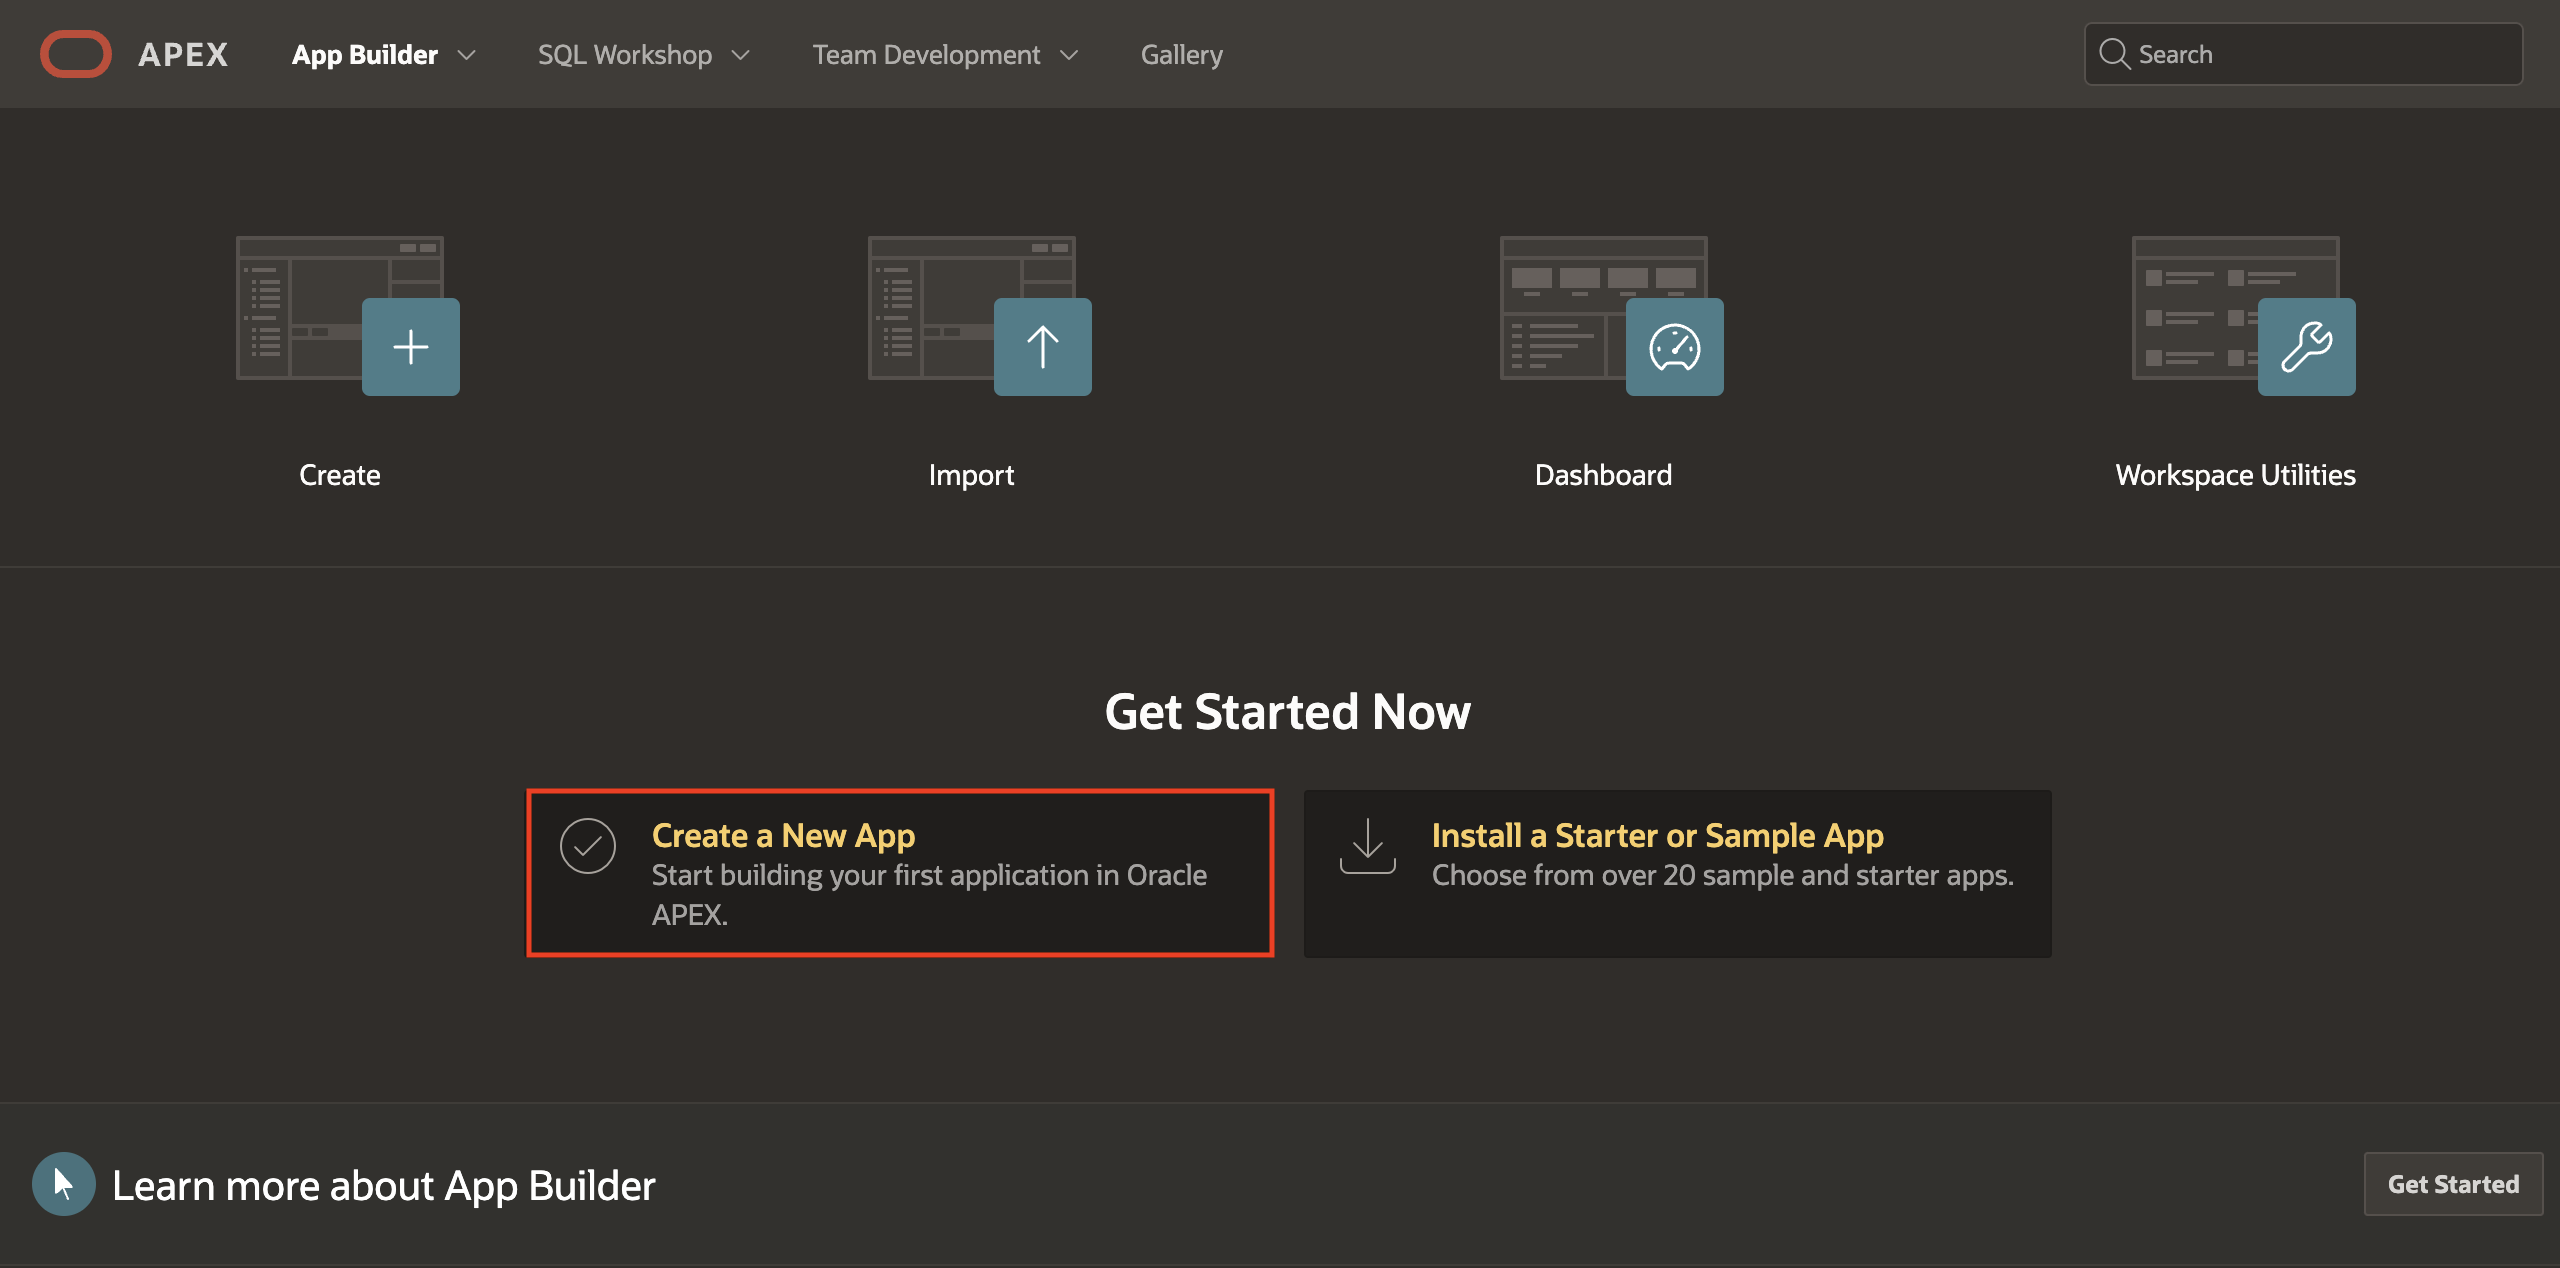 APEX App Builder SQL Workshop Team Development Gallery Search
Create Import Dashboard Workspace Utilities
Get Started Now
Create a New App
Start building your first application in Oracle
APEX.
Install a Starter or Sample App
Choose from over 20 sample and starter apps.
Learn more about App Builder Get Started